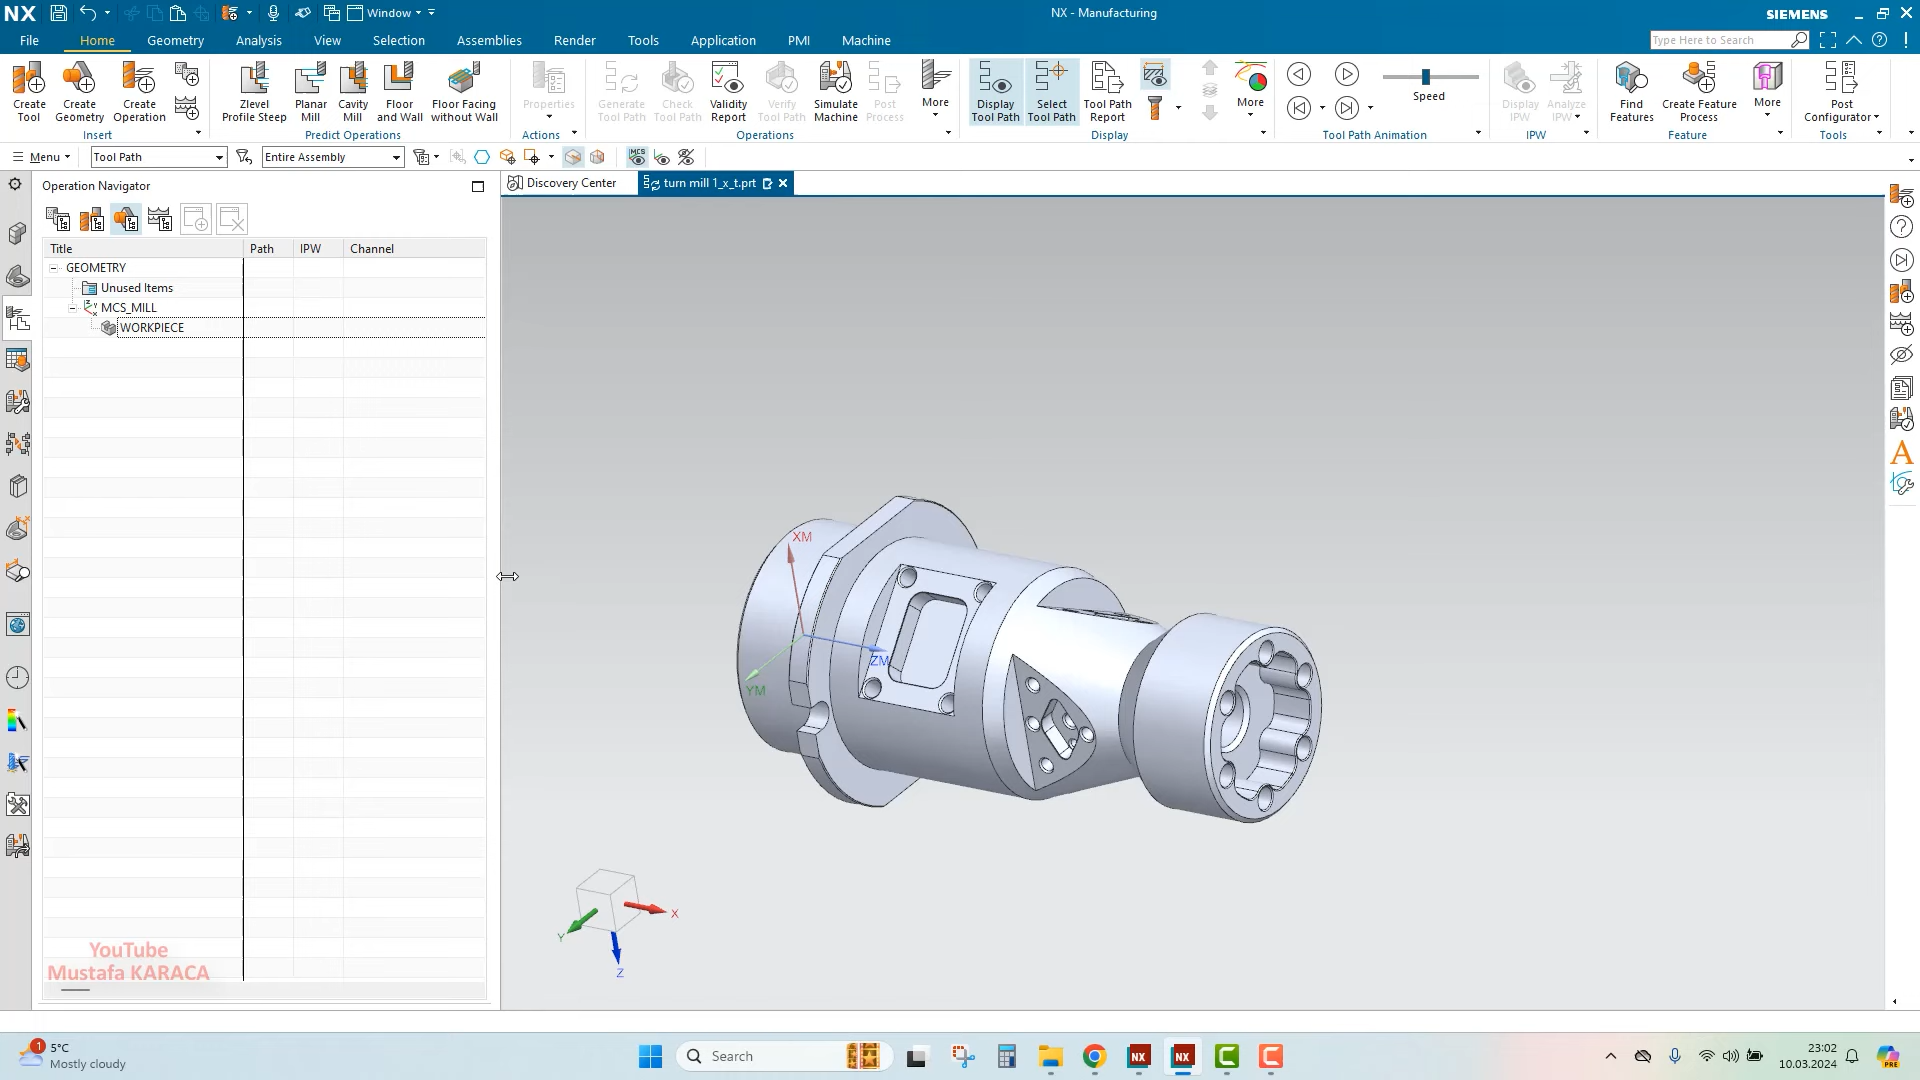 NX
Window
NX - Manufacturing
SIEMENS
File
Home
Geometry
Analysis
View
Selection
Assemblies
Render
Tools
Application
PMI
Machine
Type Here to Search
Create Tool
Create Geometry
Create Operation
Insert
Zlevel Profile Steep
Planar Mill
Cavity Mill
Floor and Wall
Floor Facing without Wall
Predict Operations
Properties
Actions
Generate Tool Path
Check Tool Path
Validity Report
Verify Tool Path
Simulate Machine
Post Process
More
Operations
Display Tool Path
Select Tool Path
Tool Path Report
More
Display
Speed
Tool Path Animation
Display IPW
Analyze IPW
IPW
Find Features
Create Feature Process
More
Feature
Post Configurator
Tools
Menu
Tool Path
Entire Assembly
MCS
Operation Navigator
Discovery Center
turn mill 1_x_t.prt
Title
Path
IPW
Channel
GEOMETRY
Unused Items
MCS_MILL
WORKPIECE
XM
ZM
YM
X
Y
Z
YouTube
Mustafa KARACA
1
5°C
Mostly cloudy
Search
NX
NX
23:02
10.03.2024
PRE